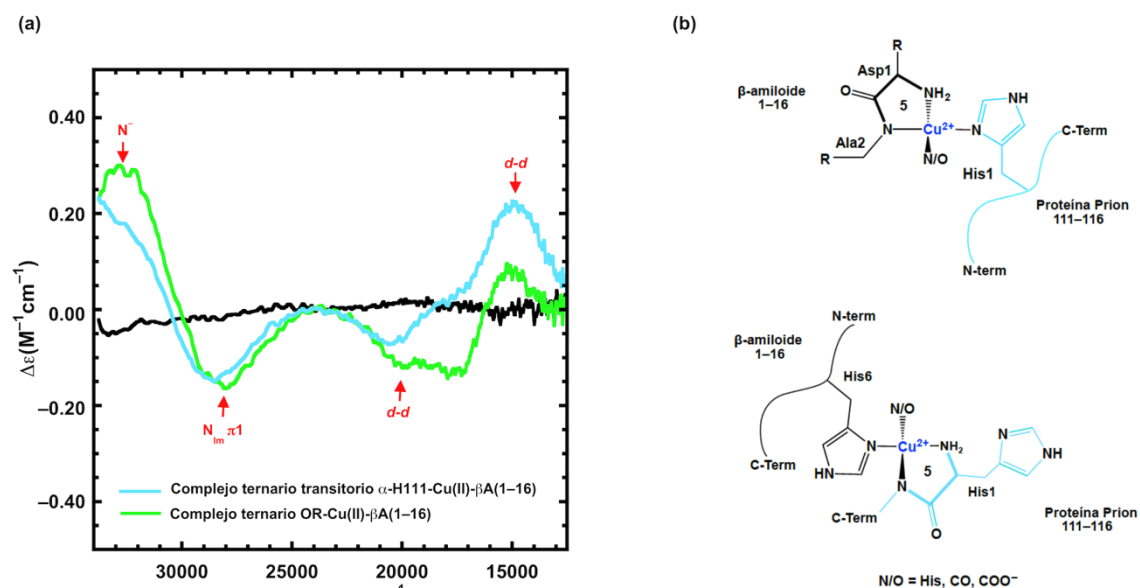 (a)
(b)
0.40
0.20
0.00
−0.20
−0.40
Δε(M⁻¹cm⁻¹)
N⁻
d-d
d-d
N Im π1
Complejo ternario transitorio α-H111-Cu(II)-βA(1–16)
Complejo ternario OR-Cu(II)-βA(1–16)
30000
25000
20000
15000
R
Asp1
β-amiloide
1–16
O
NH₂
5
N
Cu²⁺
N
NH
Ala2
R
N/O
His1
C-Term
Proteína Prion
111–116
N-term
N-term
β-amiloide
1–16
His6
N/O
C-Term
N
Cu²⁺
NH₂
N
NH
HN
5
N
His1
C-Term
O
Proteína Prion
111–116
N/O = His, CO, COO⁻